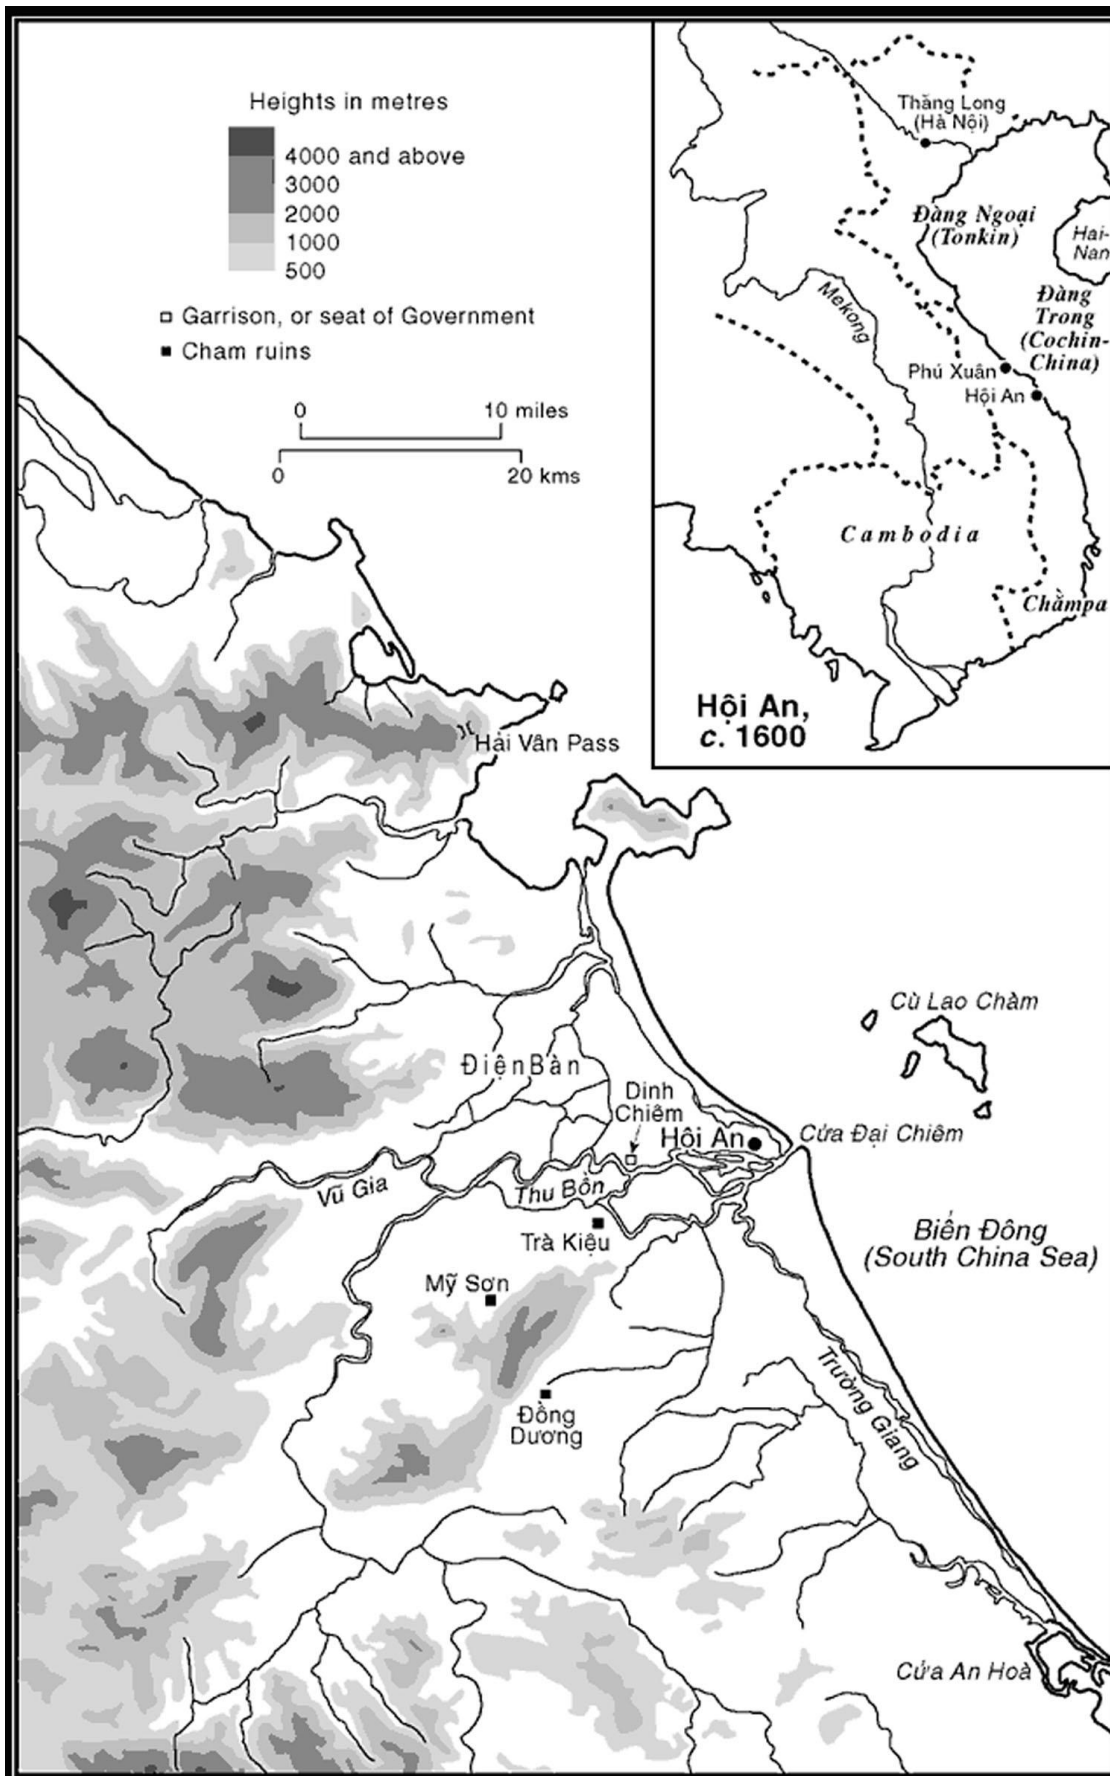 Heights in metres
4000 and above
3000
2000
1000
500
Garrison, or seat of Government
Cham ruins
0 10 miles
0 20 kms
Thăng Long
(Hà Nội)
Đàng Ngoại
(Tonkin)
Hai-
Nan
Đàng
Trong
(Cochin-
China)
Mekong
Phú Xuân
Hội An
Cambodia
Chămpa
Hội An,
c. 1600
Hải Vân Pass
Cù Lao Chàm
Điện Bàn
Dinh
Chiêm
Hội An
Cửa Đại Chiêm
Vũ Gia
Thu Bồn
Trà Kiệu
Biển Đông
(South China Sea)
Mỹ Sơn
Trường Giang
Đồng
Dương
Cửa An Hoà